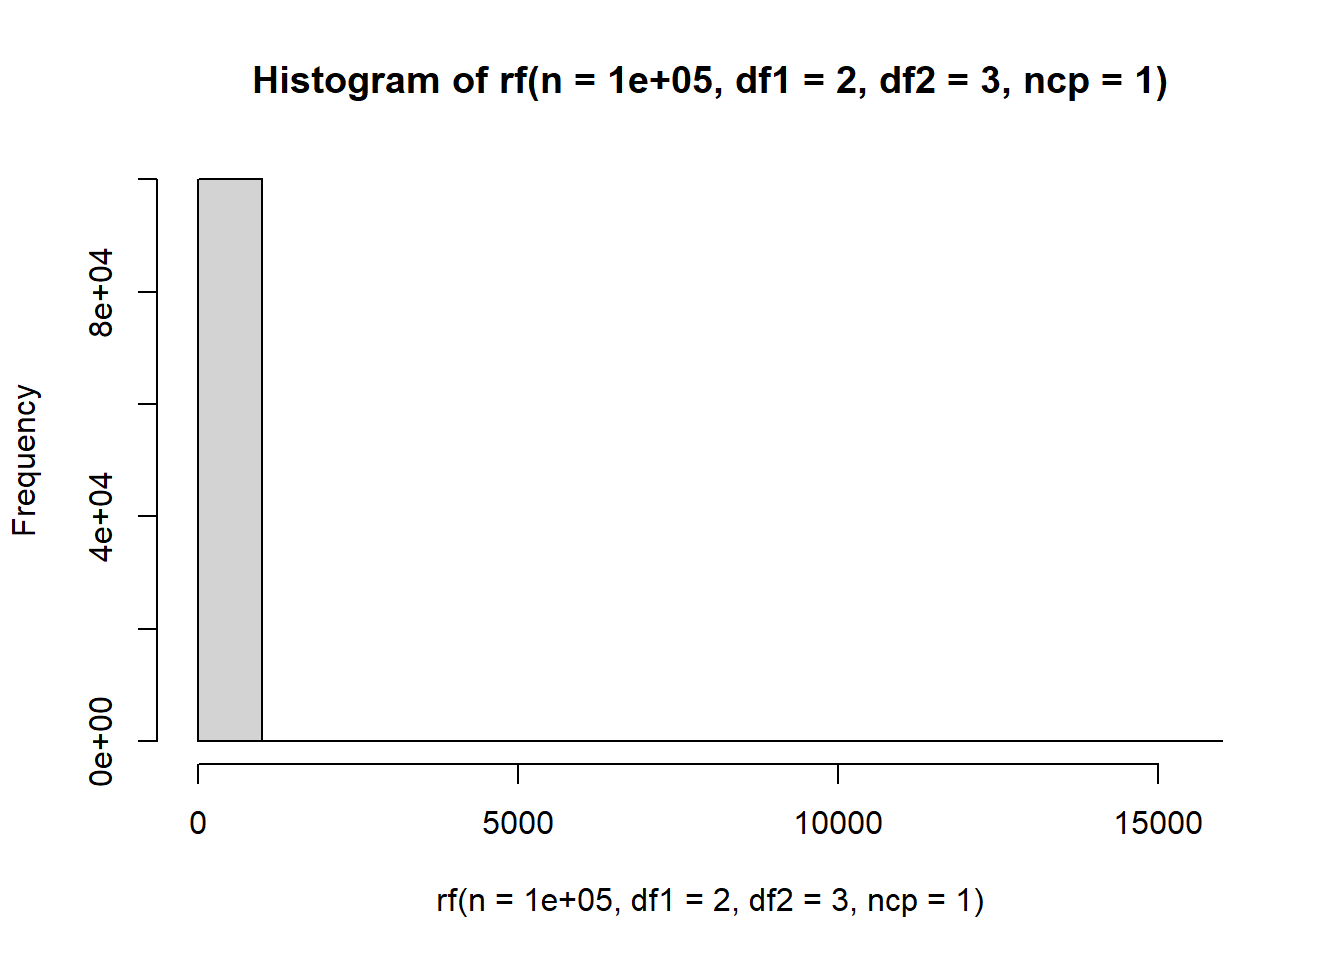 Histogram of rf(n = 1e+05, df1 = 2, df2 = 3, ncp = 1)
Frequency
8e+04
4e+04
0e+00
0 5000 10000 15000
rf(n = 1e+05, df1 = 2, df2 = 3, ncp = 1)